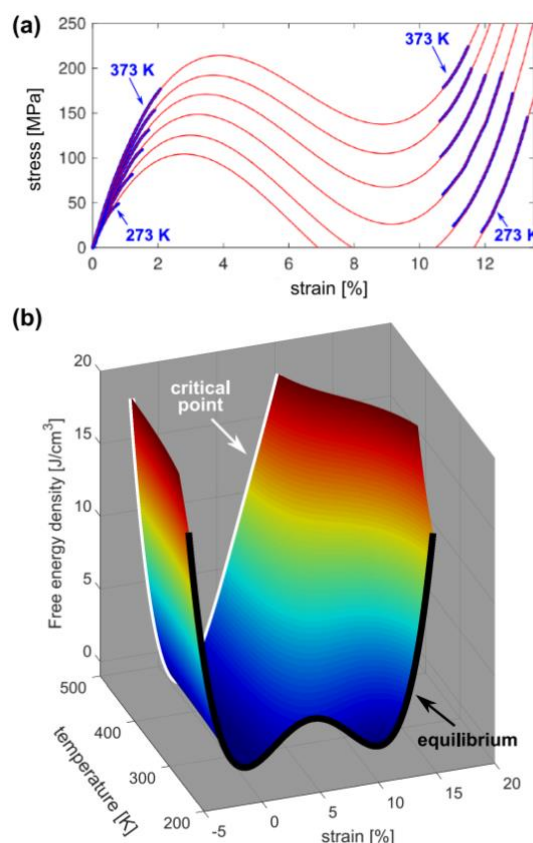 (a)
250
200
150
100
50
0
stress [MPa]
373 K
273 K
373 K
273 K
0 2 4 6 8 10 12
strain [%]
(b)
20
15
10
5
0
Free energy density [J/cm³]
critical
point
equilibrium
500
400
300
200
temperature [K]
-5 0 5 10 15 20
strain [%]